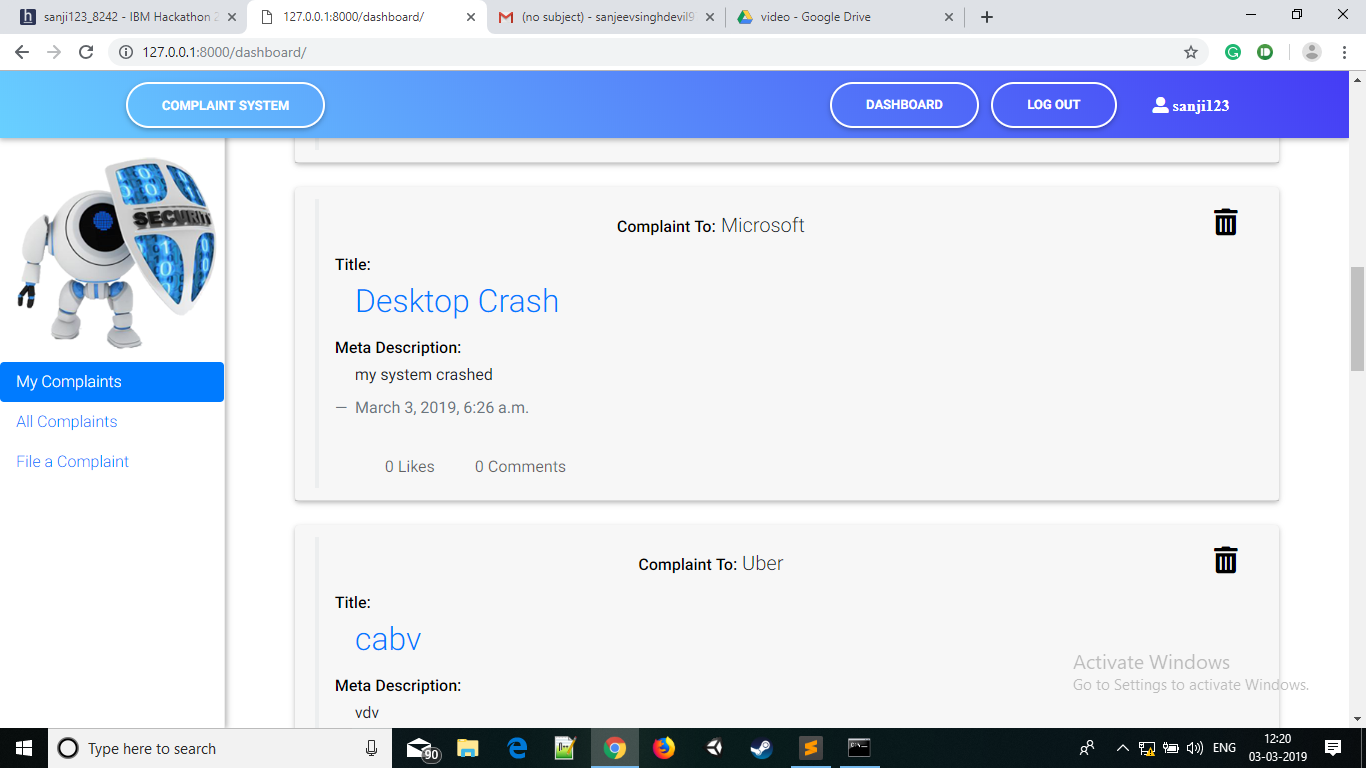 sanji123_8242 - IBM Hackathon 2
127.0.0.1:8000/dashboard/
(no subject) - sanjeevsinghdevil9
video - Google Drive
127.0.0.1:8000/dashboard/
COMPLAINT SYSTEM
DASHBOARD
LOG OUT
sanji123
SECURITY
My Complaints
All Complaints
File a Complaint
Complaint To: Microsoft
Title:
Desktop Crash
Meta Description:
my system crashed
— March 3, 2019, 6:26 a.m.
0 Likes 0 Comments
Complaint To: Uber
Title:
cabv
Meta Description:
vdv
Activate Windows
Go to Settings to activate Windows.
Type here to search
90
ENG
12:20
03-03-2019